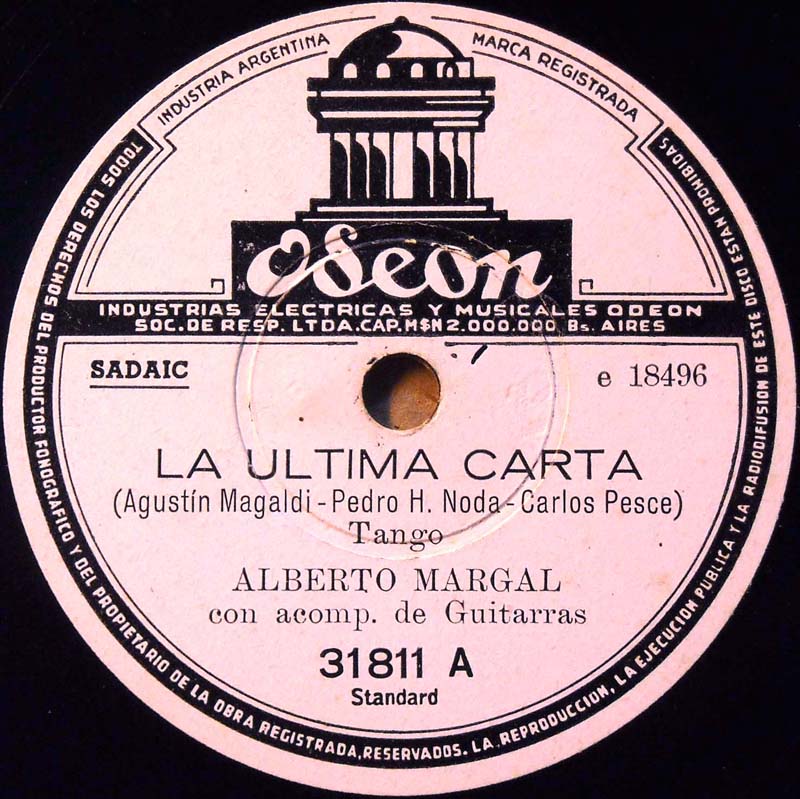 INDUSTRIA ARGENTINA
MARCA REGISTRADA
Odeon
INDUSTRIAS ELECTRICAS Y MUSICALES ODEON
SOC. DE RESP. LTDA. CAP. M$N 2.000.000 Bs. AIRES
SADAIC
e 18496
LA ULTIMA CARTA
(Agustín Magaldi - Pedro H. Noda - Carlos Pesce)
Tango
ALBERTO MARGAL
con acomp. de Guitarras
31811 A
Standard
TODOS LOS DERECHOS DEL PRODUCTOR FONOGRAFICO Y DEL PROPIETARIO DE LA OBRA REGISTRADA, RESERVADOS. LA REPRODUCCION, LA EJECUCION PUBLICA Y LA RADIODIFUSION DE ESTE DISCO ESTAN PROHIBIDAS